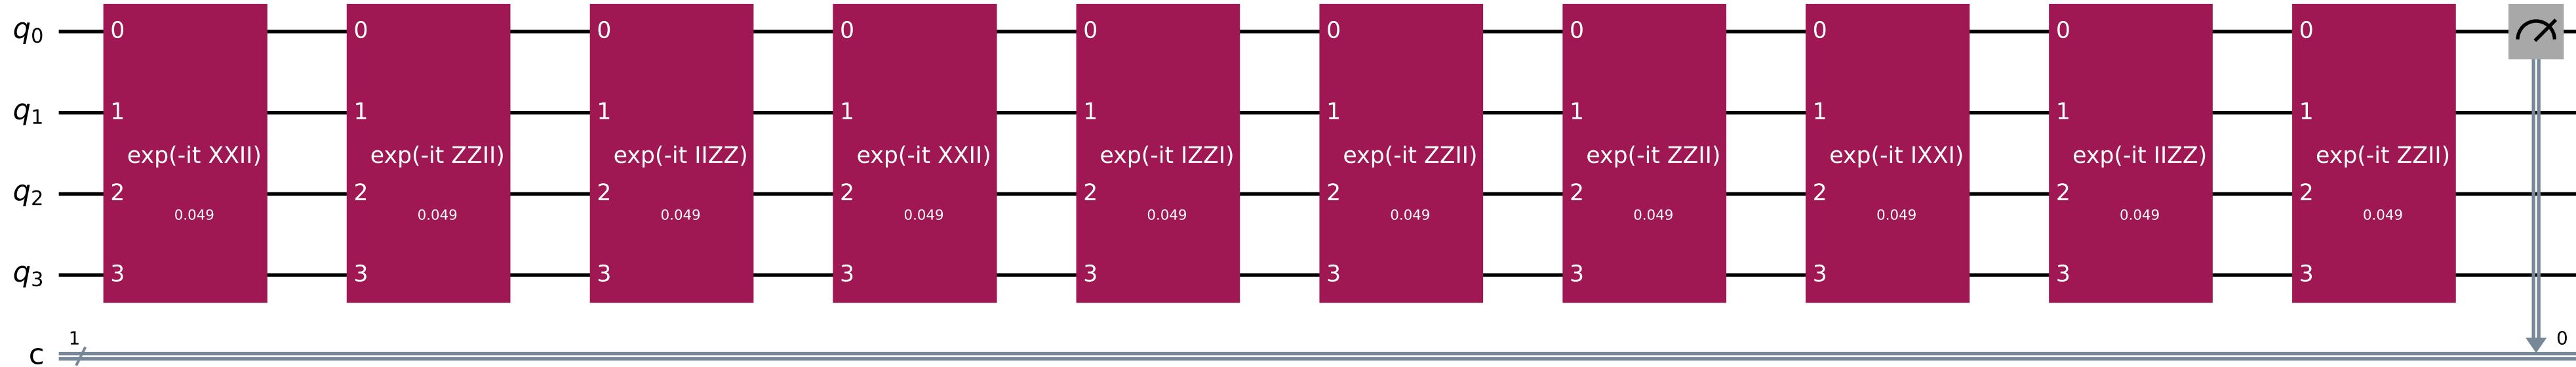 q0 0 0 0 0 0 0 0 0 0 0
q1 1 1 1 1 1 1 1 1 1 1
exp(-it XXII) exp(-it ZZII) exp(-it IIZZ) exp(-it XXII) exp(-it IZZI) exp(-it ZZII) exp(-it ZZII) exp(-it IXXI) exp(-it IIZZ) exp(-it ZZII)
q2 2 2 2 2 2 2 2 2 2 2
0.049 0.049 0.049 0.049 0.049 0.049 0.049 0.049 0.049 0.049
q3 3 3 3 3 3 3 3 3 3 3
1 0
c